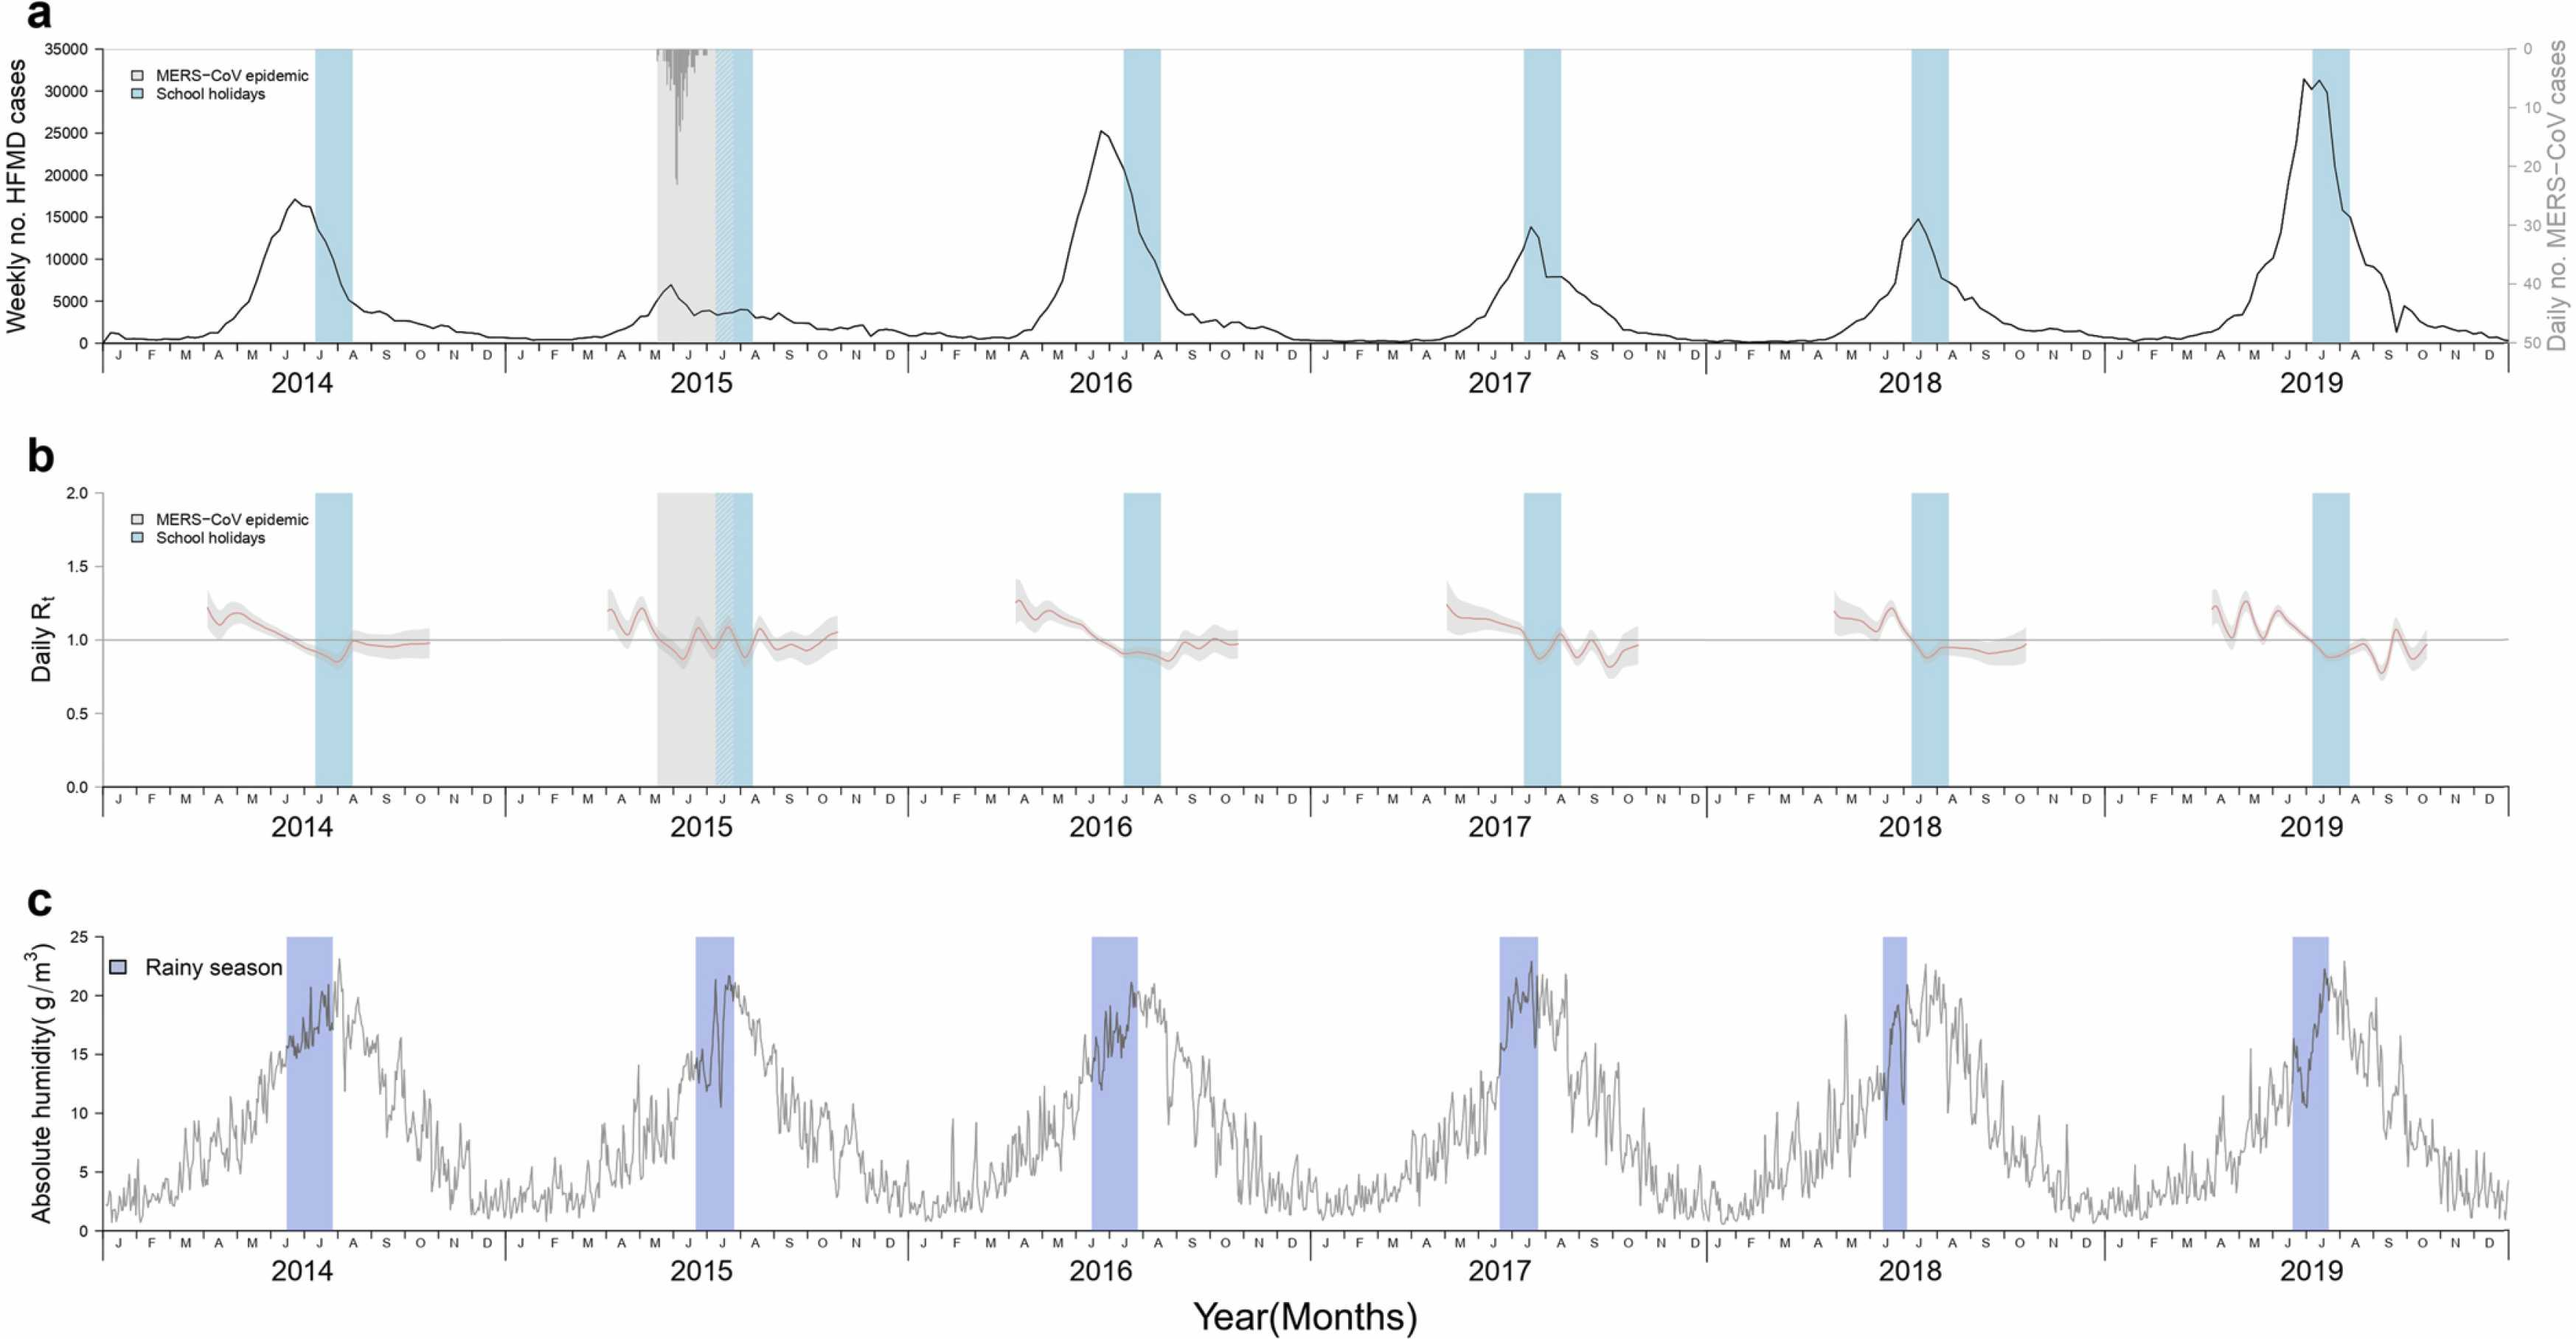 a
Weekly no. HFMD cases
35000
30000
25000
20000
15000
10000
5000
0
MERS−CoV epidemic
School holidays
0
10
20
30
40
50
Daily no. MERS−CoV cases
J F M A M J J A S O N D J F M A M J J A S O N D J F M A M J J A S O N D J F M A M J J A S O N D J F M A M J J A S O N D J F M A M J J A S O N D
2014 2015 2016 2017 2018 2019
b
Daily Rt
2.0
1.5
1.0
0.5
0.0
MERS−CoV epidemic
School holidays
J F M A M J J A S O N D J F M A M J J A S O N D J F M A M J J A S O N D J F M A M J J A S O N D J F M A M J J A S O N D J F M A M J J A S O N D
2014 2015 2016 2017 2018 2019
c
Absolute humidity( g/m³)
25
20
15
10
5
0
Rainy season
J F M A M J J A S O N D J F M A M J J A S O N D J F M A M J J A S O N D J F M A M J J A S O N D J F M A M J J A S O N D J F M A M J J A S O N D
2014 2015 2016 2017 2018 2019
Year(Months)